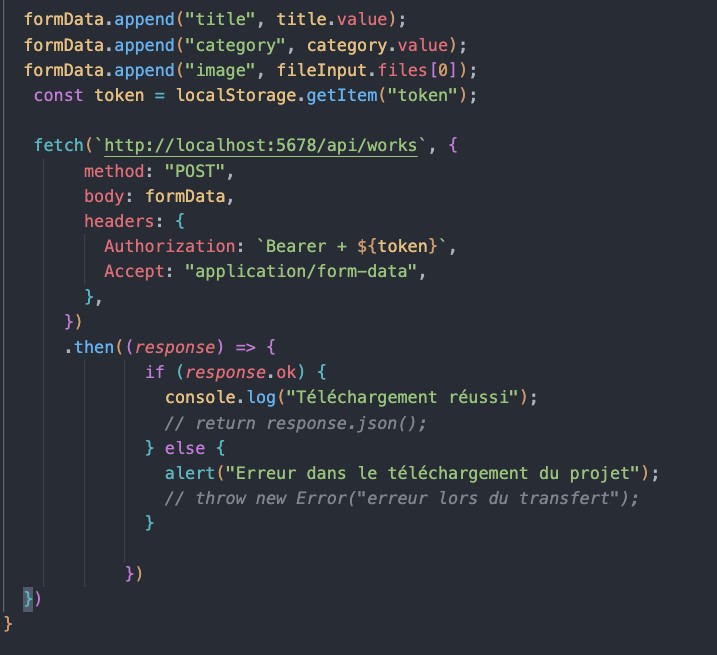 formData.append("title", title.value);
formData.append("category", category.value);
formData.append("image", fileInput.files[0]);
const token = localStorage.getItem("token");
fetch(`http://localhost:5678/api/works`, {
method: "POST",
body: formData,
headers: {
Authorization: `Bearer + ${token}`,
Accept: "application/form-data",
},
})
.then((response) => {
if (response.ok) {
console.log("Téléchargement réussi");
// return response.json();
} else {
alert("Erreur dans le téléchargement du projet");
// throw new Error("erreur lors du transfert");
}
})
})
}